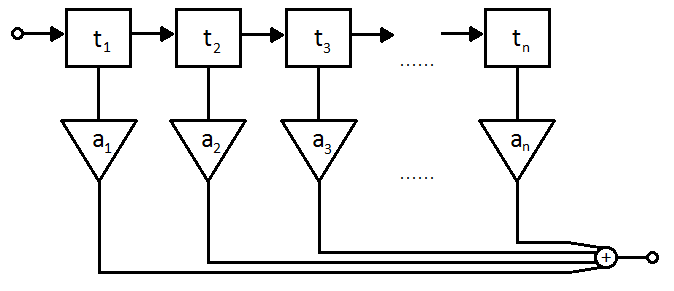 t1 t2 t3 ...... tn
a1 a2 a3 ...... an
+